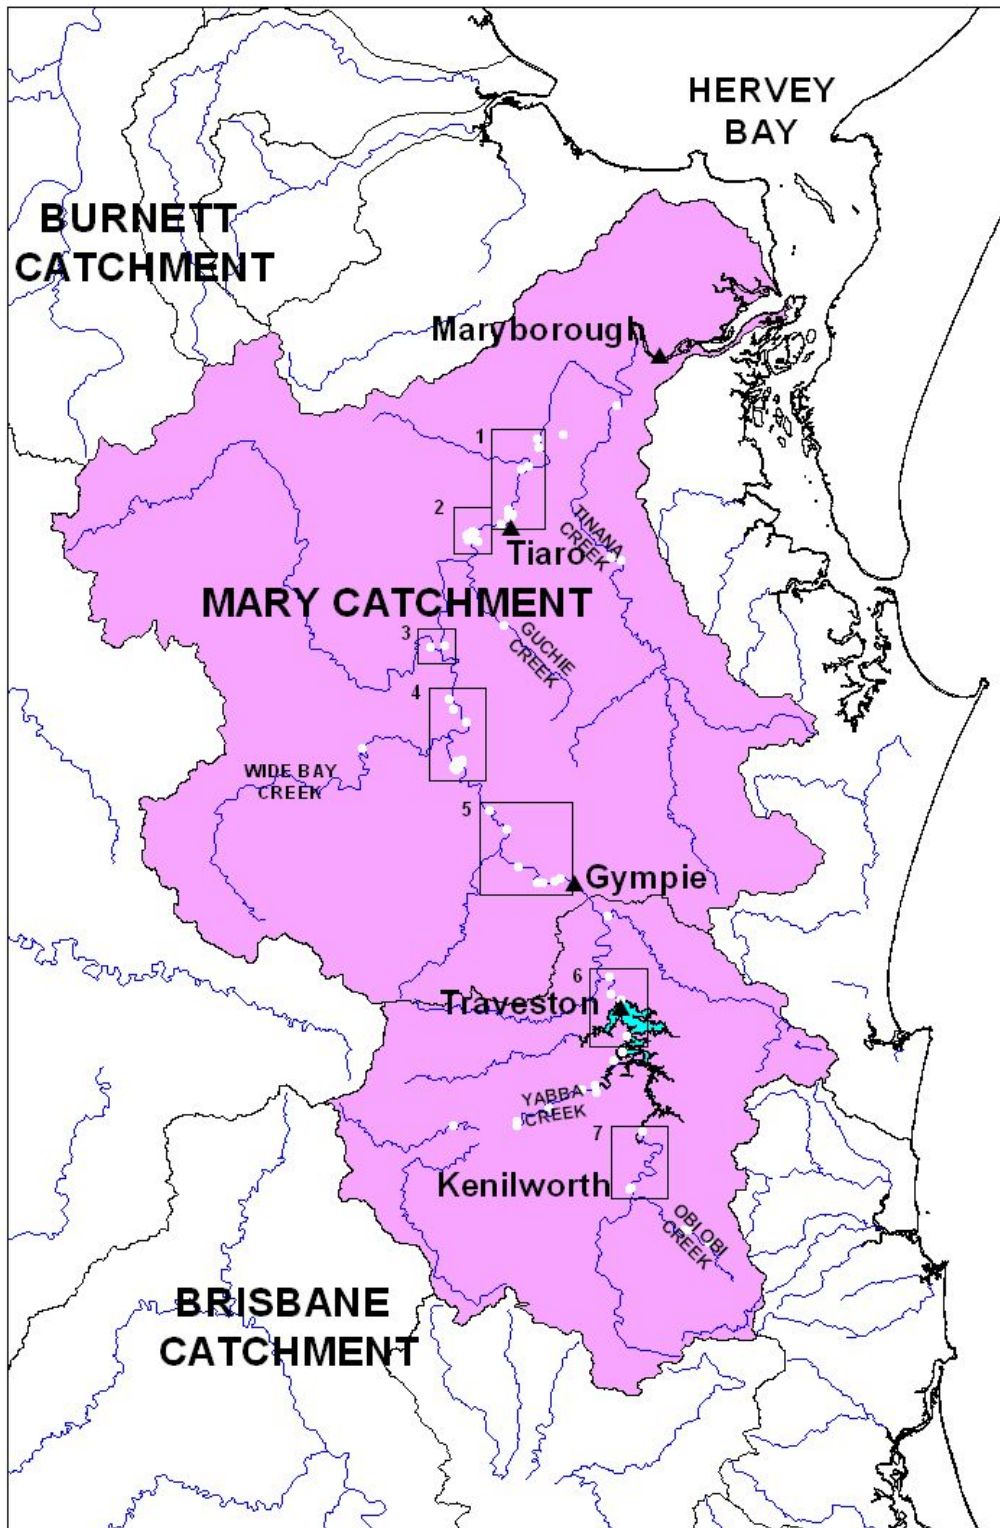 HERVEY
BAY
BURNETT
CATCHMENT
Maryborough
1
2
TINANA
CREEK
Tiaro
MARY CATCHMENT
3
GUCHIE
CREEK
4
WIDE BAY
CREEK
5
Gympie
6
Traveston
YABBA
CREEK
7
Kenilworth
OBI OBI
CREEK
BRISBANE
CATCHMENT